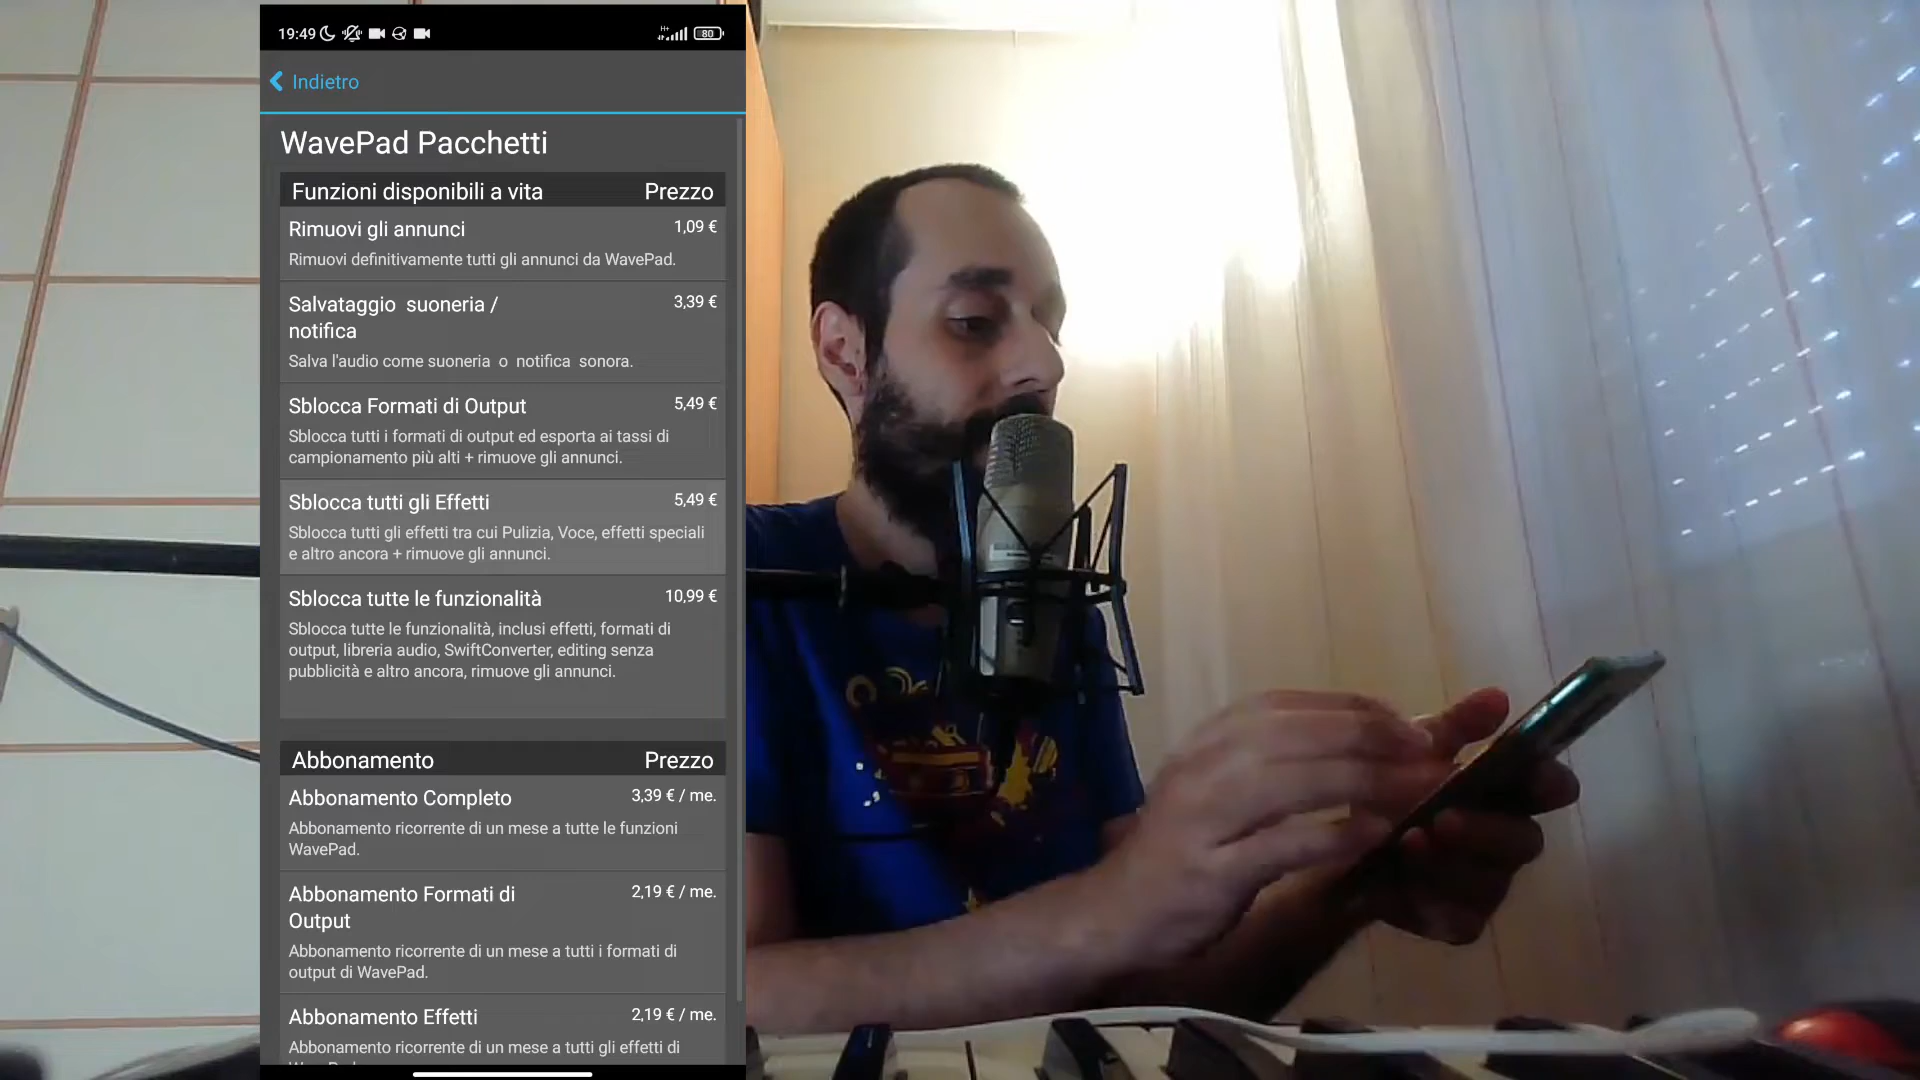 19:49
H+
80
Indietro
WavePad Pacchetti
Funzioni disponibili a vita Prezzo
Rimuovi gli annunci 1,09 €
Rimuovi definitivamente tutti gli annunci da WavePad.
Salvataggio suoneria / 3,39 €
notifica
Salva l'audio come suoneria o notifica sonora.
Sblocca Formati di Output 5,49 €
Sblocca tutti i formati di output ed esporta ai tassi di
campionamento più alti + rimuove gli annunci.
Sblocca tutti gli Effetti 5,49 €
Sblocca tutti gli effetti tra cui Pulizia, Voce, effetti speciali
e altro ancora + rimuove gli annunci.
Sblocca tutte le funzionalità 10,99 €
Sblocca tutte le funzionalità, inclusi effetti, formati di
output, libreria audio, SwiftConverter, editing senza
pubblicità e altro ancora, rimuove gli annunci.
Abbonamento Prezzo
Abbonamento Completo 3,39 € / me.
Abbonamento ricorrente di un mese a tutte le funzioni
WavePad.
Abbonamento Formati di 2,19 € / me.
Output
Abbonamento ricorrente di un mese a tutti i formati di
output di WavePad.
Abbonamento Effetti 2,19 € / me.
Abbonamento ricorrente di un mese a tutti gli effetti di